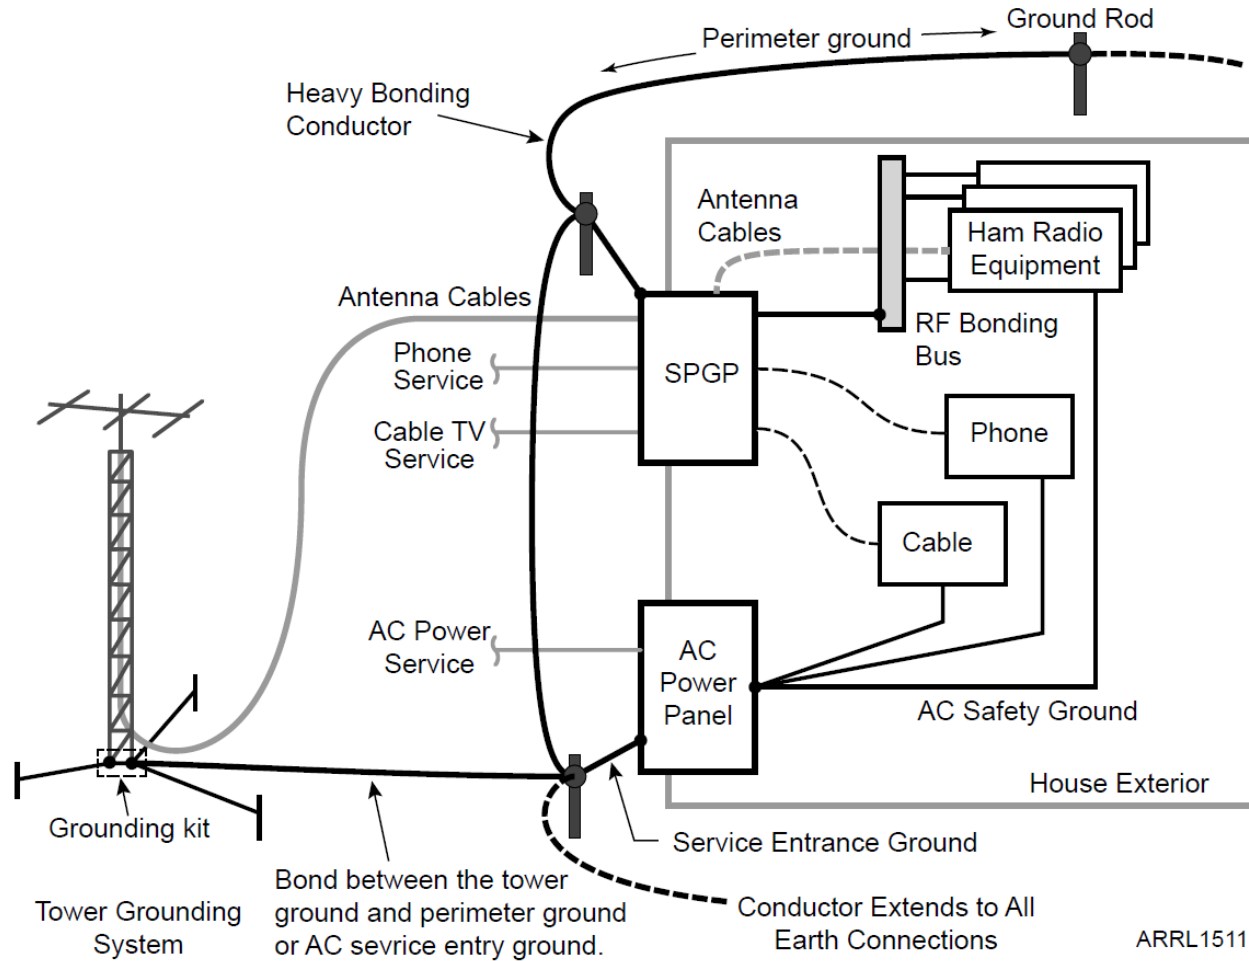 Ground Rod
Perimeter ground
Heavy Bonding
Conductor
Antenna
Cables
Ham Radio
Equipment
Antenna Cables
RF Bonding
Bus
Phone
Service
SPGP
Cable TV
Service
Phone
Cable
AC Power
Service
AC
Power
Panel
AC Safety Ground
House Exterior
Grounding kit
Service Entrance Ground
Tower Grounding
System
Bond between the tower
ground and perimeter ground
or AC sevrice entry ground.
Conductor Extends to All
Earth Connections
ARRL1511